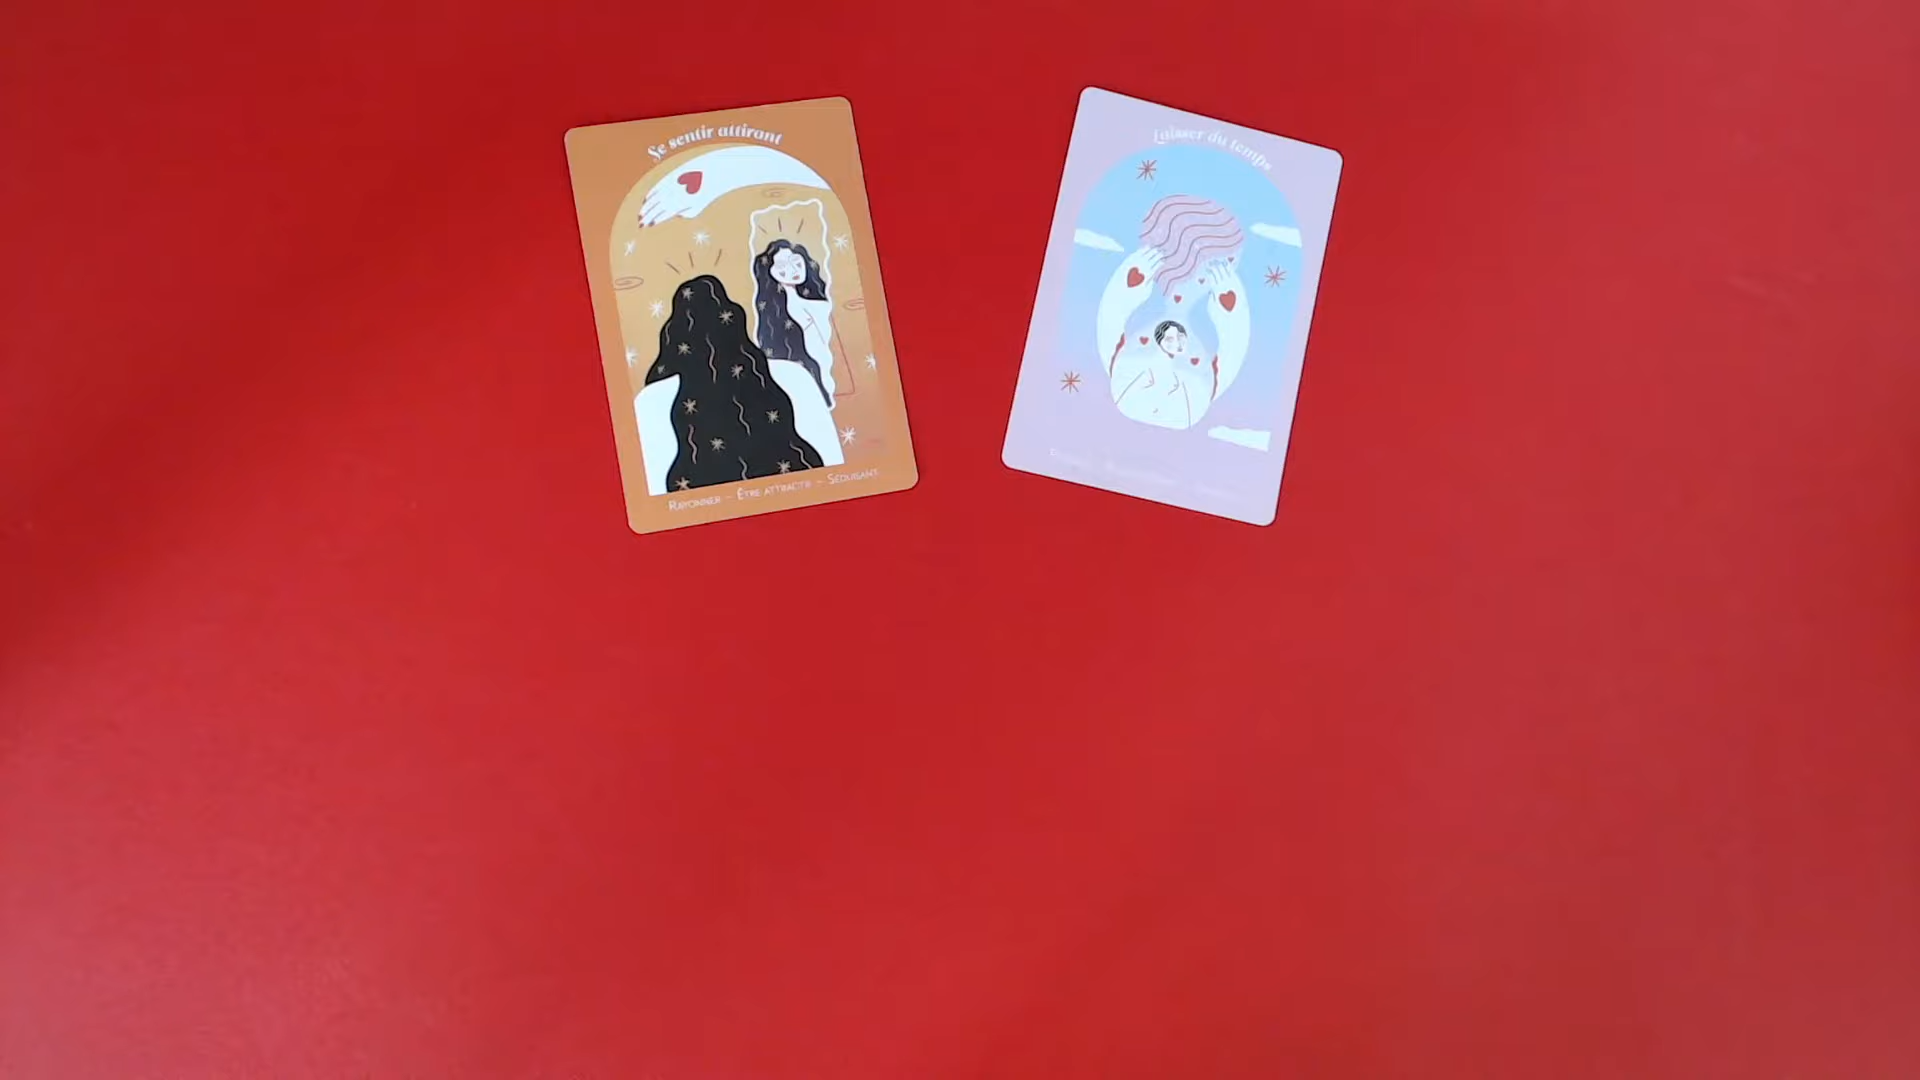 Se sentir attirant
RAYONNER – ÊTRE ATTRACTIF – SÉDUISANT
Laisser du temps